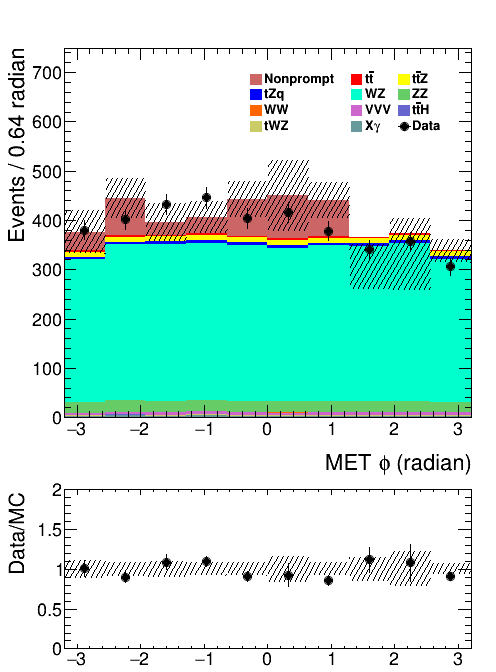 Events / 0.64 radian
700
600
500
400
300
200
100
0
Nonprompt tt̄ tt̄Z
tZq WZ ZZ
WW VVV tt̄H
tWZ Xγ Data
−3 −2 −1 0 1 2 3
MET ϕ (radian)
Data/MC
2
1.5
1
0.5
0
−3 −2 −1 0 1 2 3